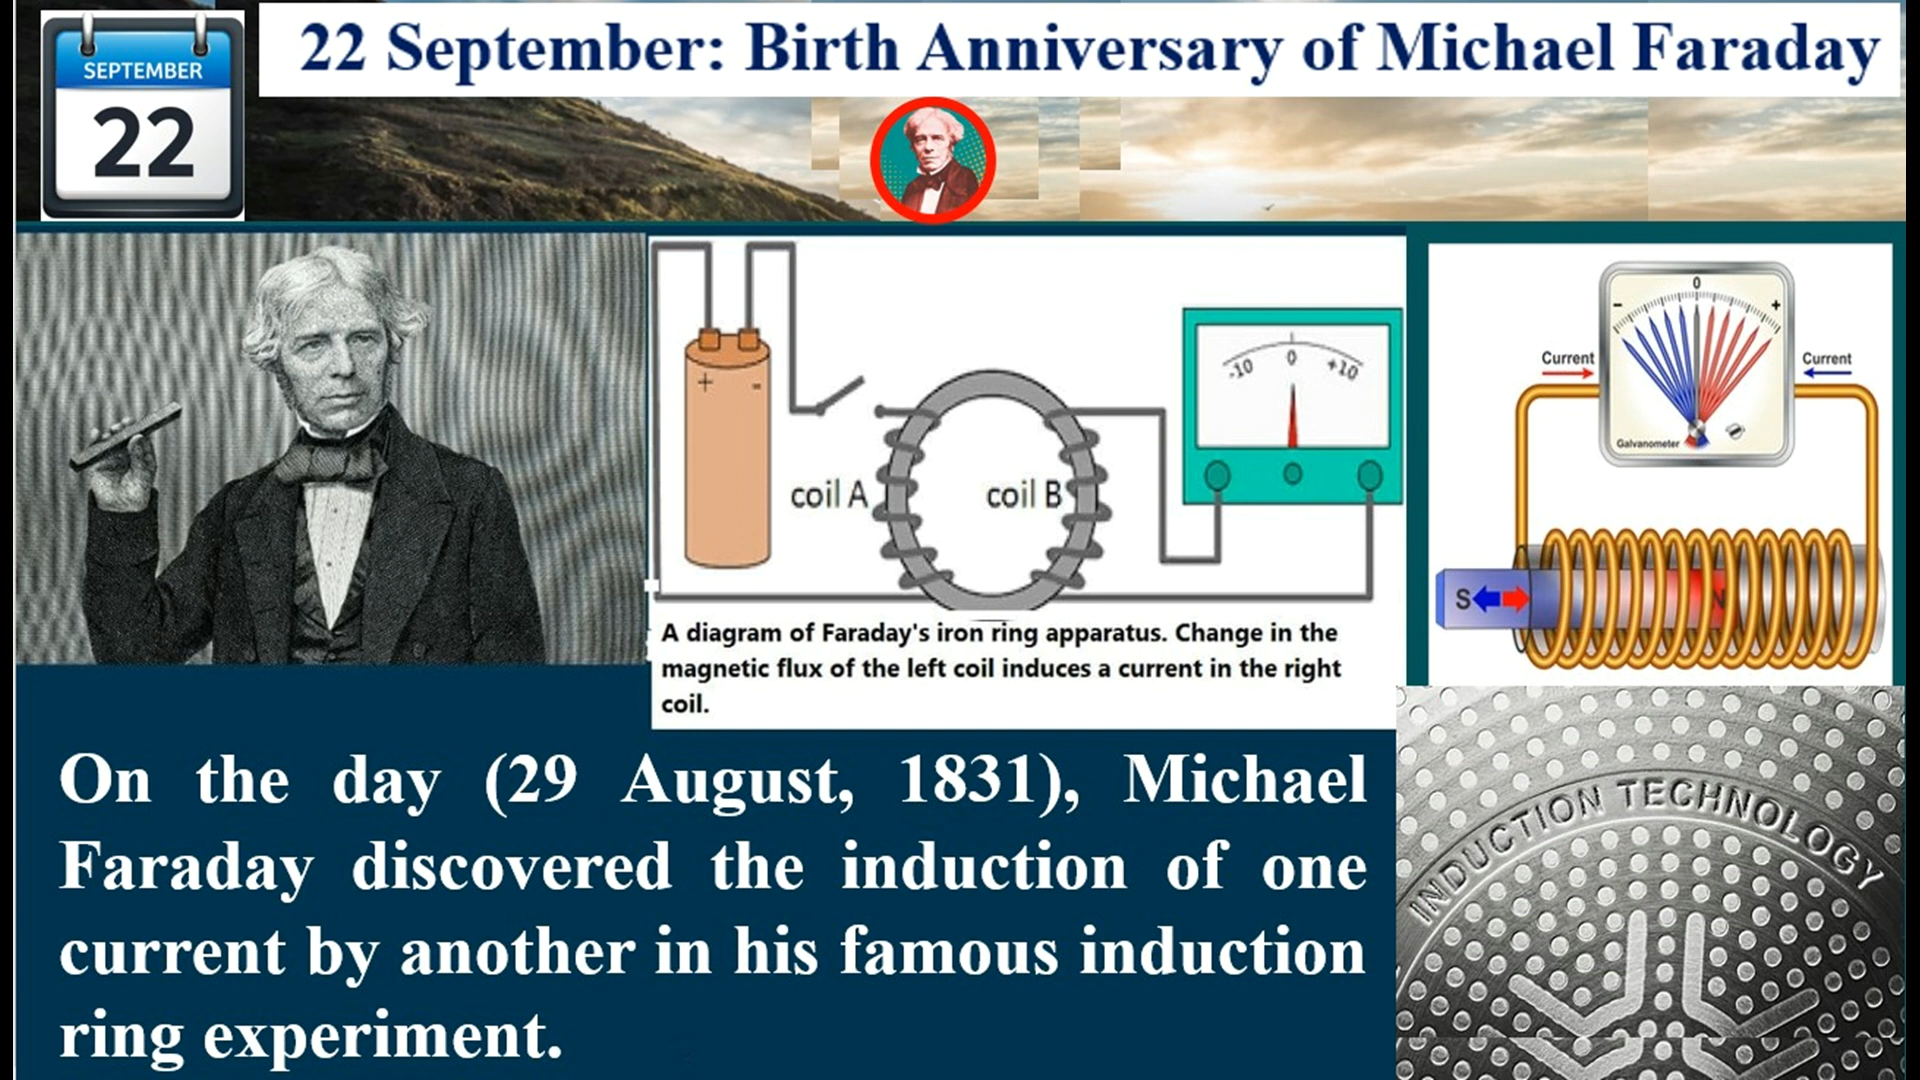 SEPTEMBER
22
22 September: Birth Anniversary of Michael Faraday
+ -
coil A
coil B
-10 0 +10
A diagram of Faraday's iron ring apparatus. Change in the
magnetic flux of the left coil induces a current in the right
coil.
- 0 +
Current
Current
Galvanometer
S
N
On the day (29 August, 1831), Michael
Faraday discovered the induction of one
current by another in his famous induction
ring experiment.
INDUCTION TECHNOLOGY